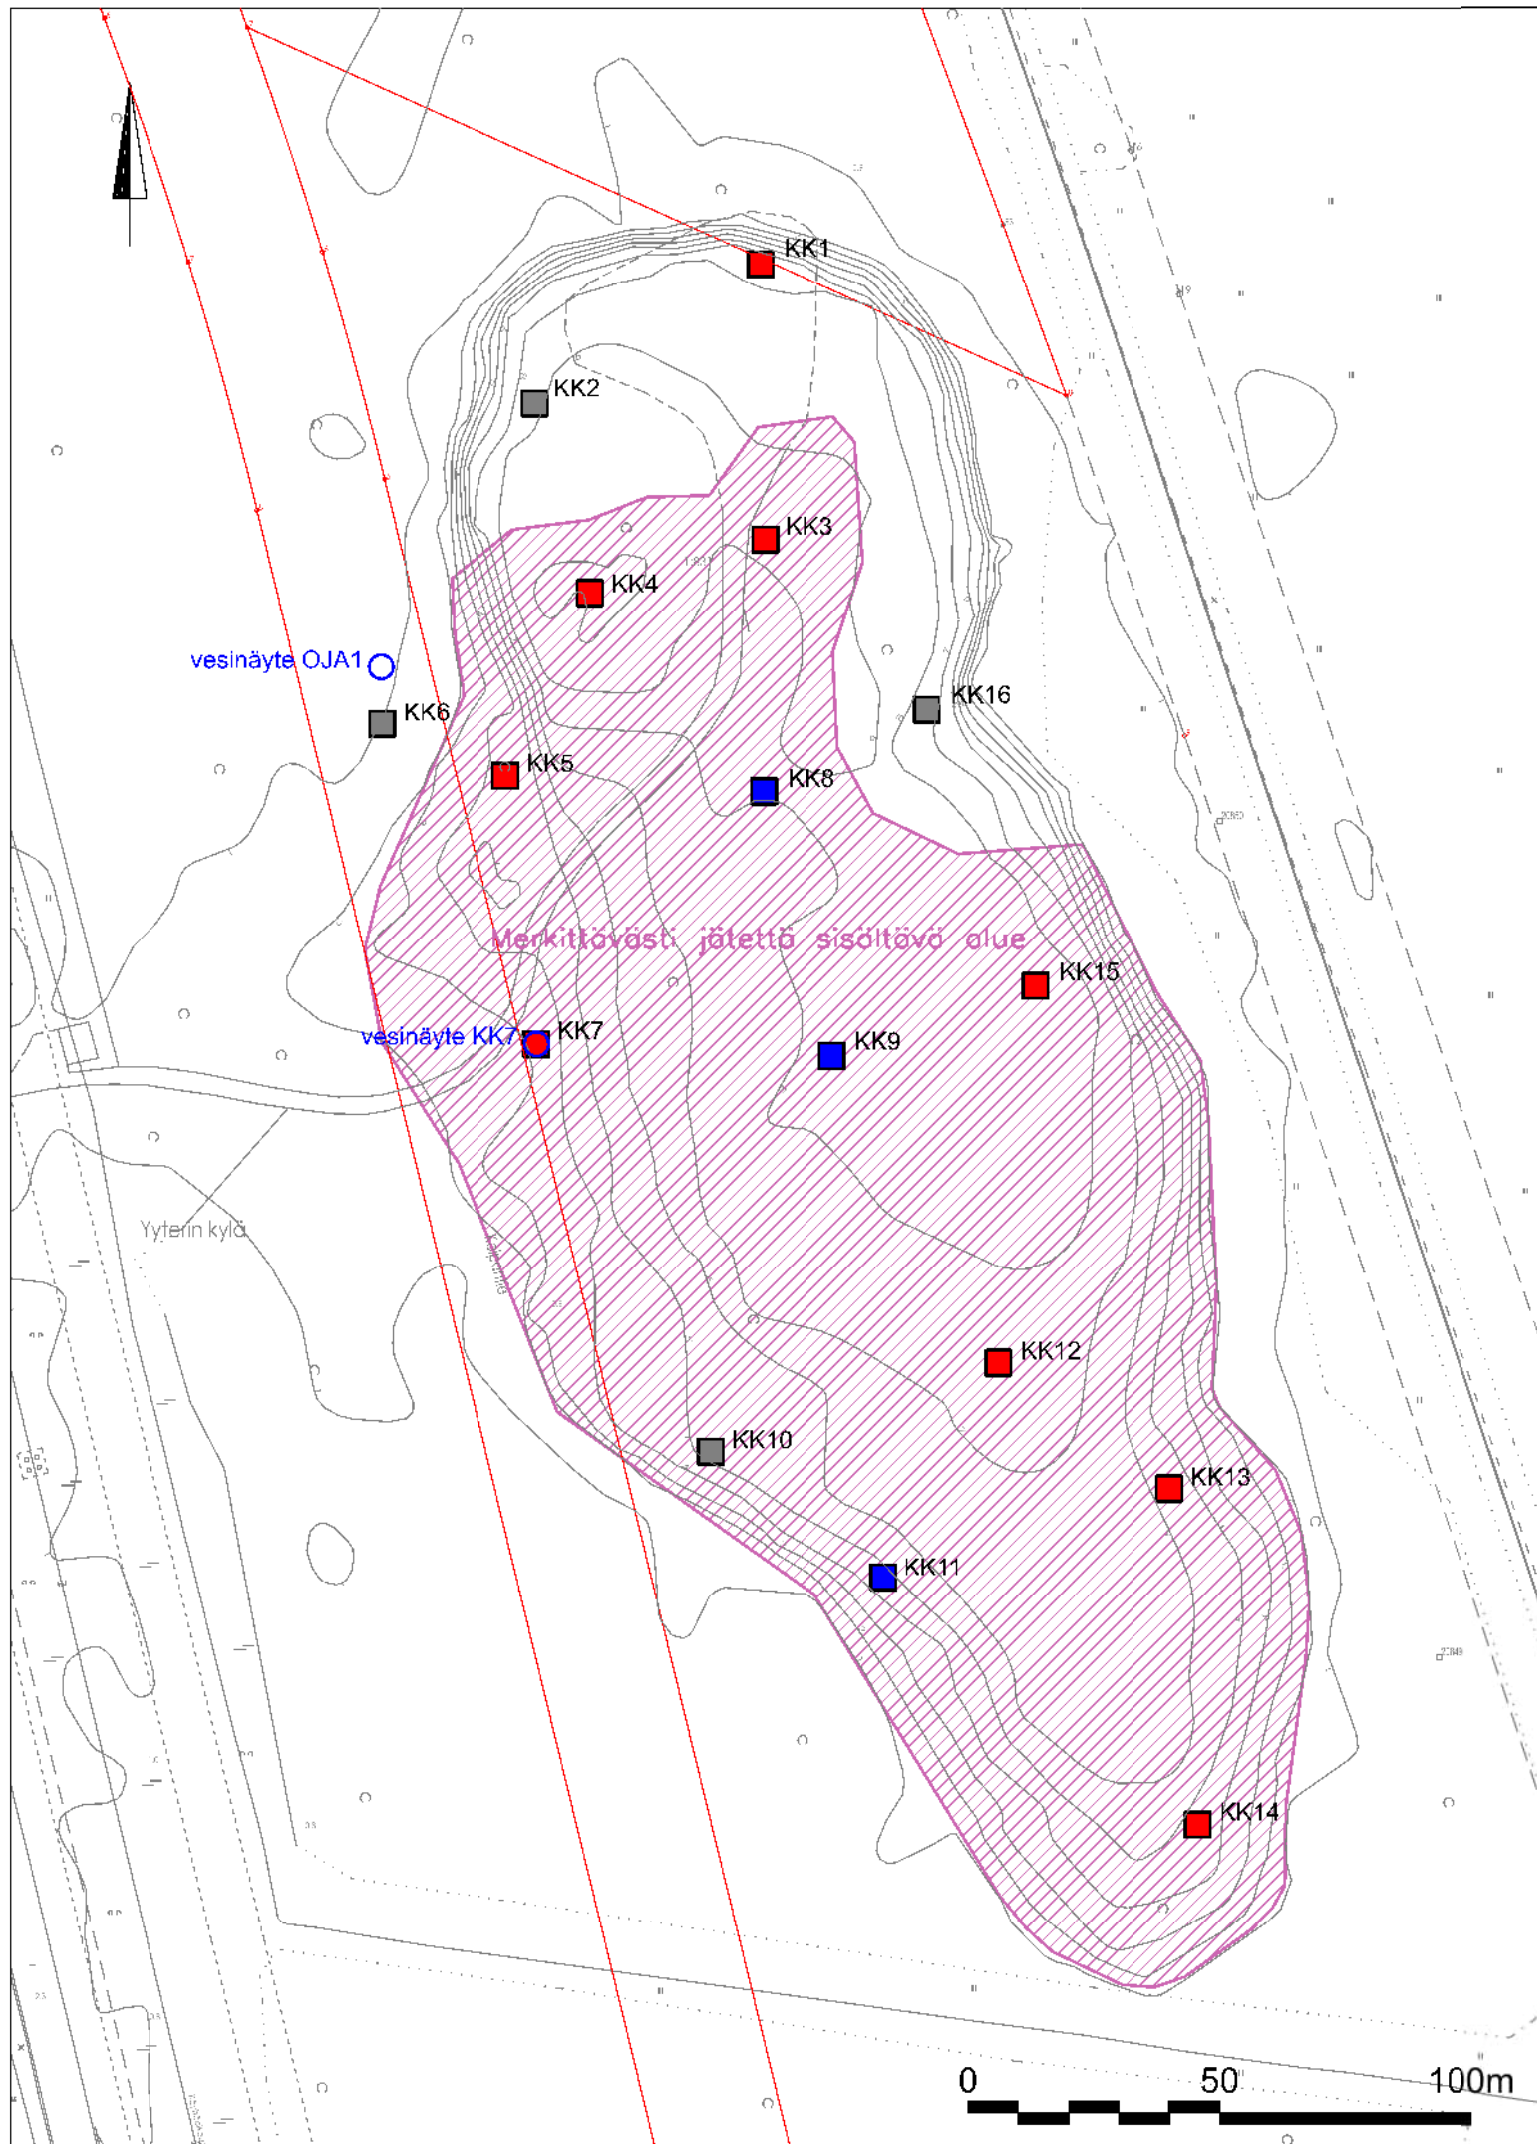 KK1
KK2
KK3
KK4
vesinäyte OJA1
KK16
KK6
KK5
KK8
Merkittävästi jätettä sisältävä alue
KK15
vesinäyte KK7
KK7
KK9
Yyterin kylä
KK12
KK10
KK13
KK11
KK14
0 50 100m